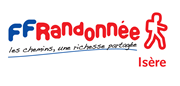 FFRandonnée
les chemins, une richesse partagée
Isère